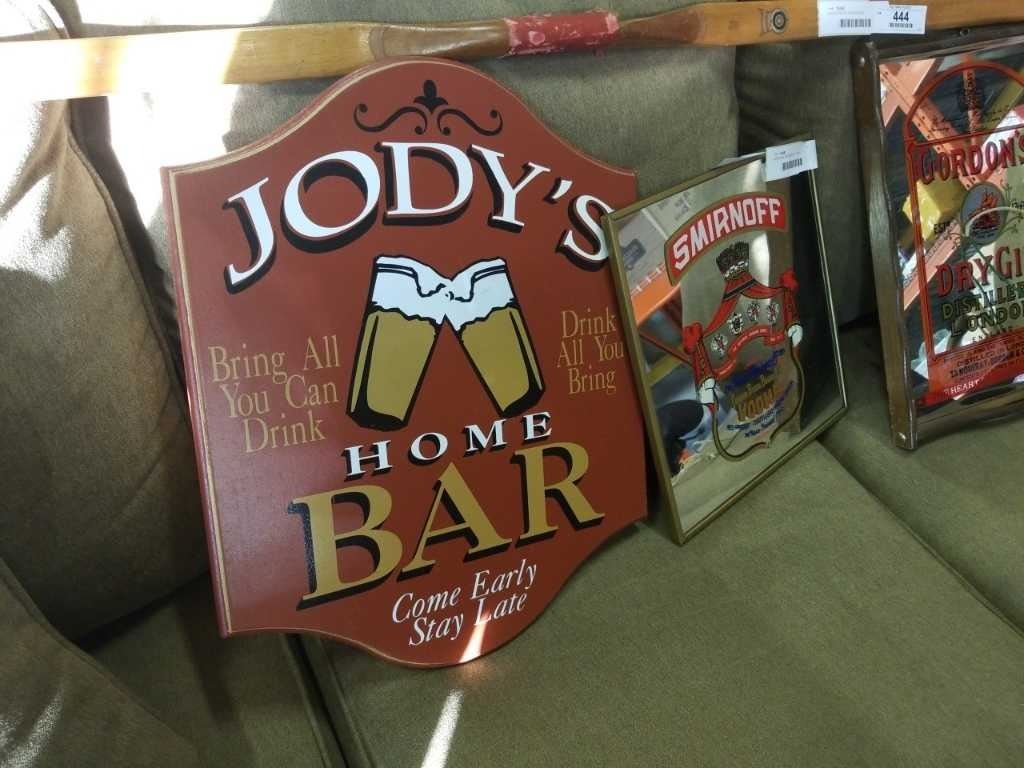 444
JODY'S
Bring All
You Can
Drink
Drink
All You
Bring
HOME
BAR
Come Early
Stay Late
SMIRNOFF
VODKA
GORDON'S
DRY GI
DISTILLE
LONDO